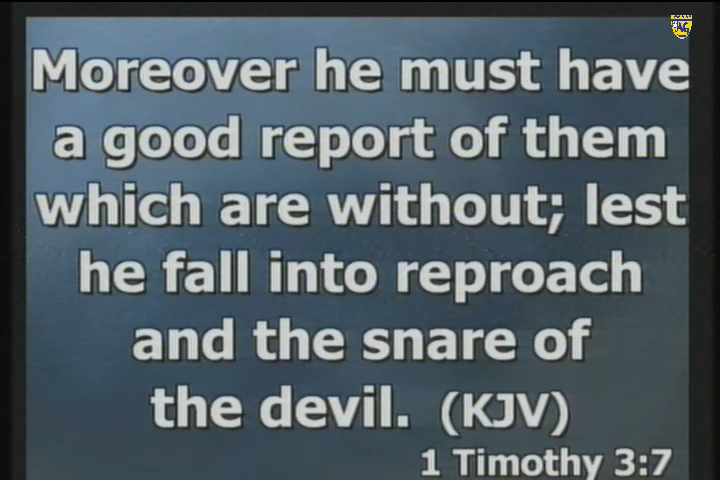 Moreover he must have
a good report of them
which are without; lest
he fall into reproach
and the snare of
the devil. (KJV)
1 Timothy 3:7